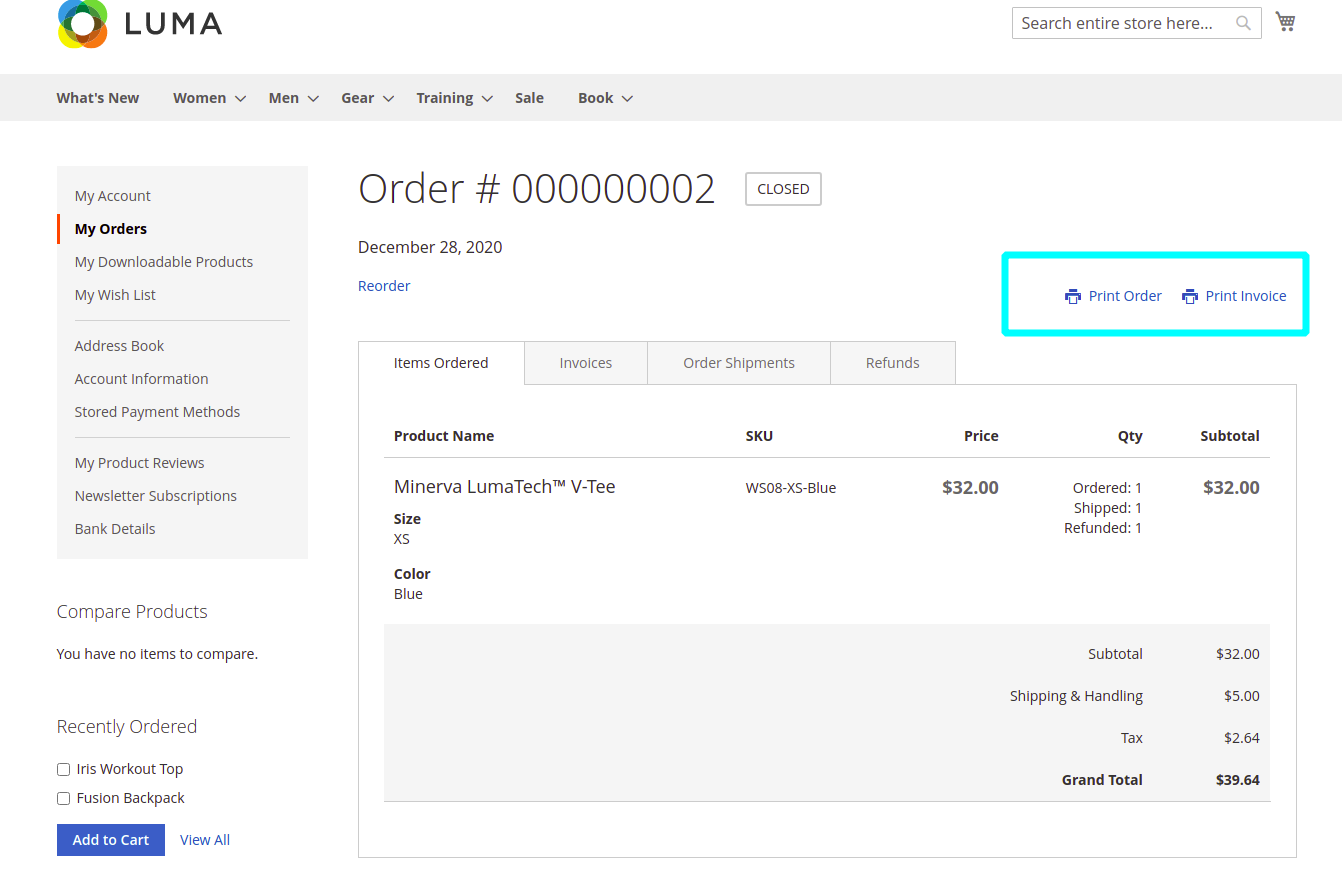 LUMA
Search entire store here...
What's New Women Men Gear Training Sale Book
My Account
My Orders
My Downloadable Products
My Wish List
Address Book
Account Information
Stored Payment Methods
My Product Reviews
Newsletter Subscriptions
Bank Details
Compare Products
You have no items to compare.
Recently Ordered
Iris Workout Top
Fusion Backpack
Add to Cart View All
Order # 000000002 CLOSED
December 28, 2020
Reorder
Print Order Print Invoice
Items Ordered Invoices Order Shipments Refunds
Product Name SKU Price Qty Subtotal
Minerva LumaTech™ V-Tee WS08-XS-Blue $32.00 Ordered: 1 $32.00
Shipped: 1
Refunded: 1
Size
XS
Color
Blue
Subtotal $32.00
Shipping & Handling $5.00
Tax $2.64
Grand Total $39.64